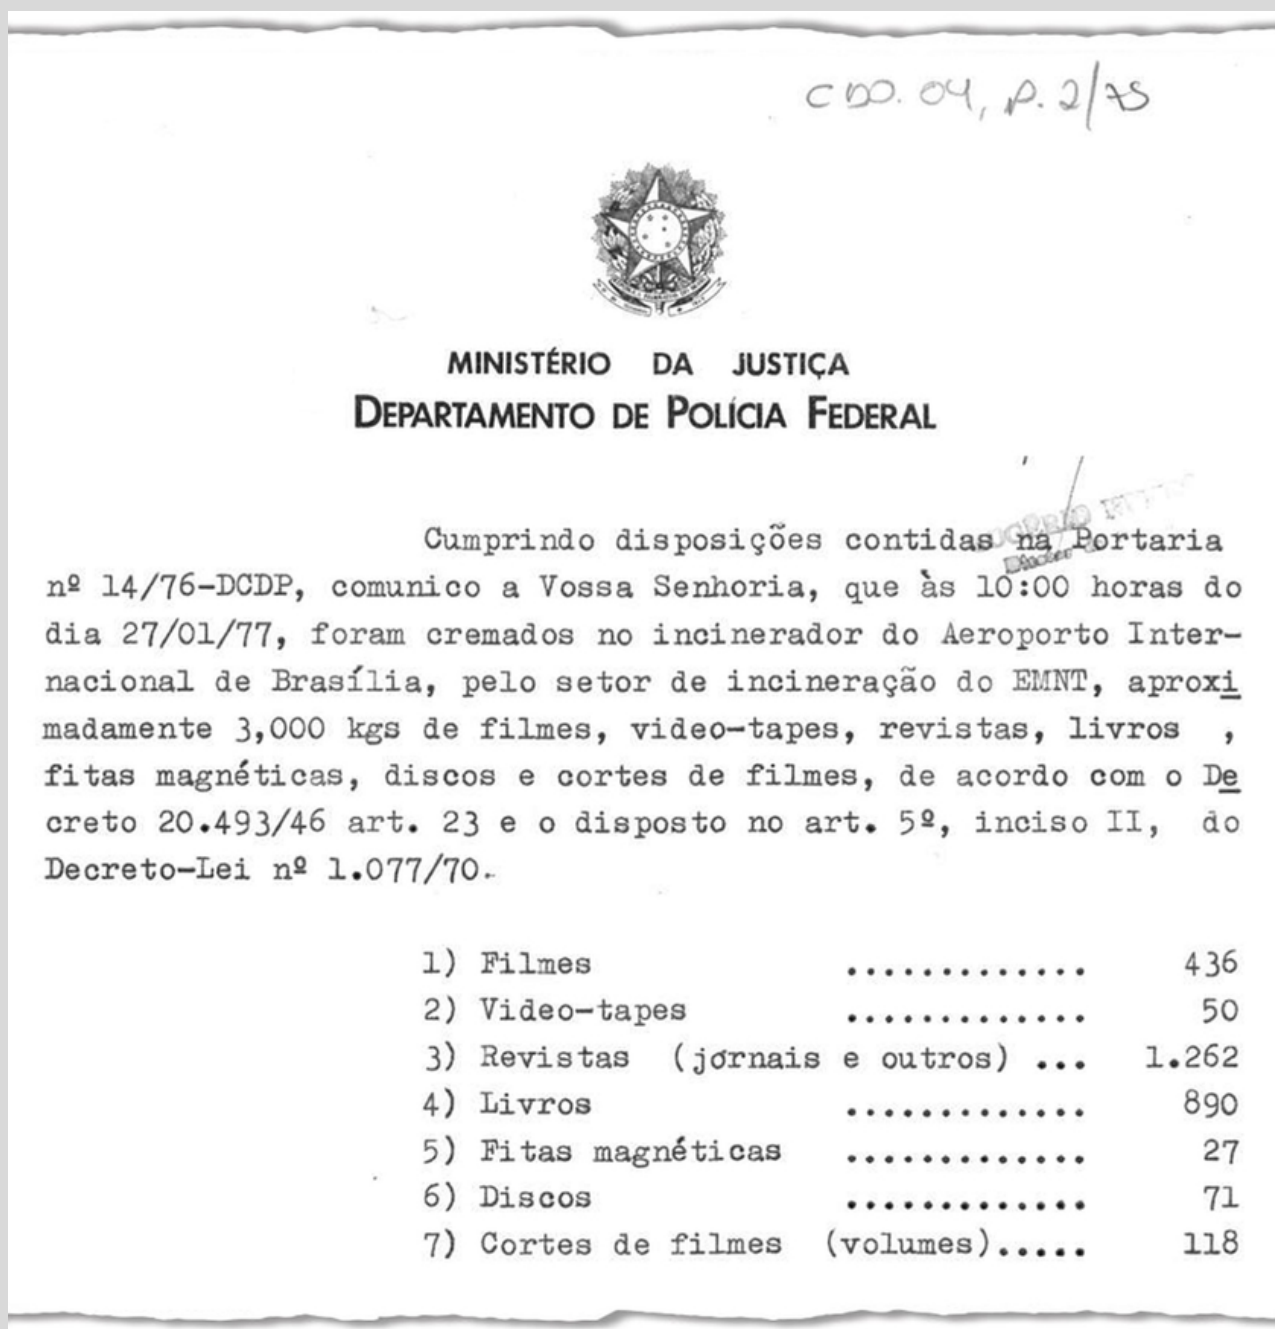 CDO. 04, P. 2/75
MINISTÉRIO DA JUSTIÇA
DEPARTAMENTO DE POLÍCIA FEDERAL
Cumprindo disposições contidas na Portaria
nº 14/76-DCDP, comunico a Vossa Senhoria, que às 10:00 horas do
dia 27/01/77, foram cremados no incinerador do Aeroporto Inter-
nacional de Brasília, pelo setor de incineração do EMNT, aproxi
madamente 3,000 kgs de filmes, video-tapes, revistas, livros ,
fitas magnéticas, discos e cortes de filmes, de acordo com o De
creto 20.493/46 art. 23 e o disposto no art. 5º, inciso II, do
Decreto-Lei nº 1.077/70.
1) Filmes ............. 436
2) Video-tapes ............. 50
3) Revistas (jornais e outros) ... 1.262
4) Livros ............. 890
5) Fitas magnéticas ............. 27
6) Discos ............. 71
7) Cortes de filmes (volumes)..... 118